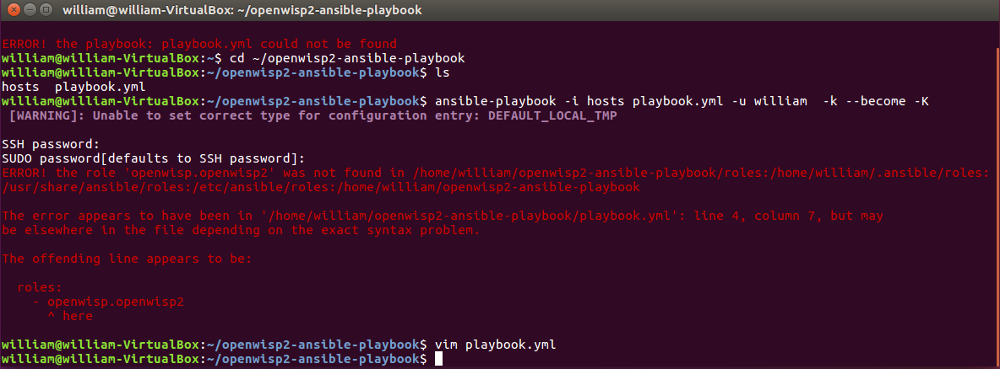 william@william-VirtualBox: ~/openwisp2-ansible-playbook
ERROR! the playbook: playbook.yml could not be found
william@william-VirtualBox:~$ cd ~/openwisp2-ansible-playbook
william@william-VirtualBox:~/openwisp2-ansible-playbook$ ls
hosts  playbook.yml
william@william-VirtualBox:~/openwisp2-ansible-playbook$ ansible-playbook -i hosts playbook.yml -u william  -k --become -K
 [WARNING]: Unable to set correct type for configuration entry: DEFAULT_LOCAL_TMP
SSH password:
SUDO password[defaults to SSH password]:
ERROR! the role 'openwisp.openwisp2' was not found in /home/william/openwisp2-ansible-playbook/roles:/home/william/.ansible/roles:
/usr/share/ansible/roles:/etc/ansible/roles:/home/william/openwisp2-ansible-playbook
The error appears to have been in '/home/william/openwisp2-ansible-playbook/playbook.yml': line 4, column 7, but may
be elsewhere in the file depending on the exact syntax problem.
The offending line appears to be:
  roles:
    - openwisp.openwisp2
      ^ here
william@william-VirtualBox:~/openwisp2-ansible-playbook$ vim playbook.yml
william@william-VirtualBox:~/openwisp2-ansible-playbook$